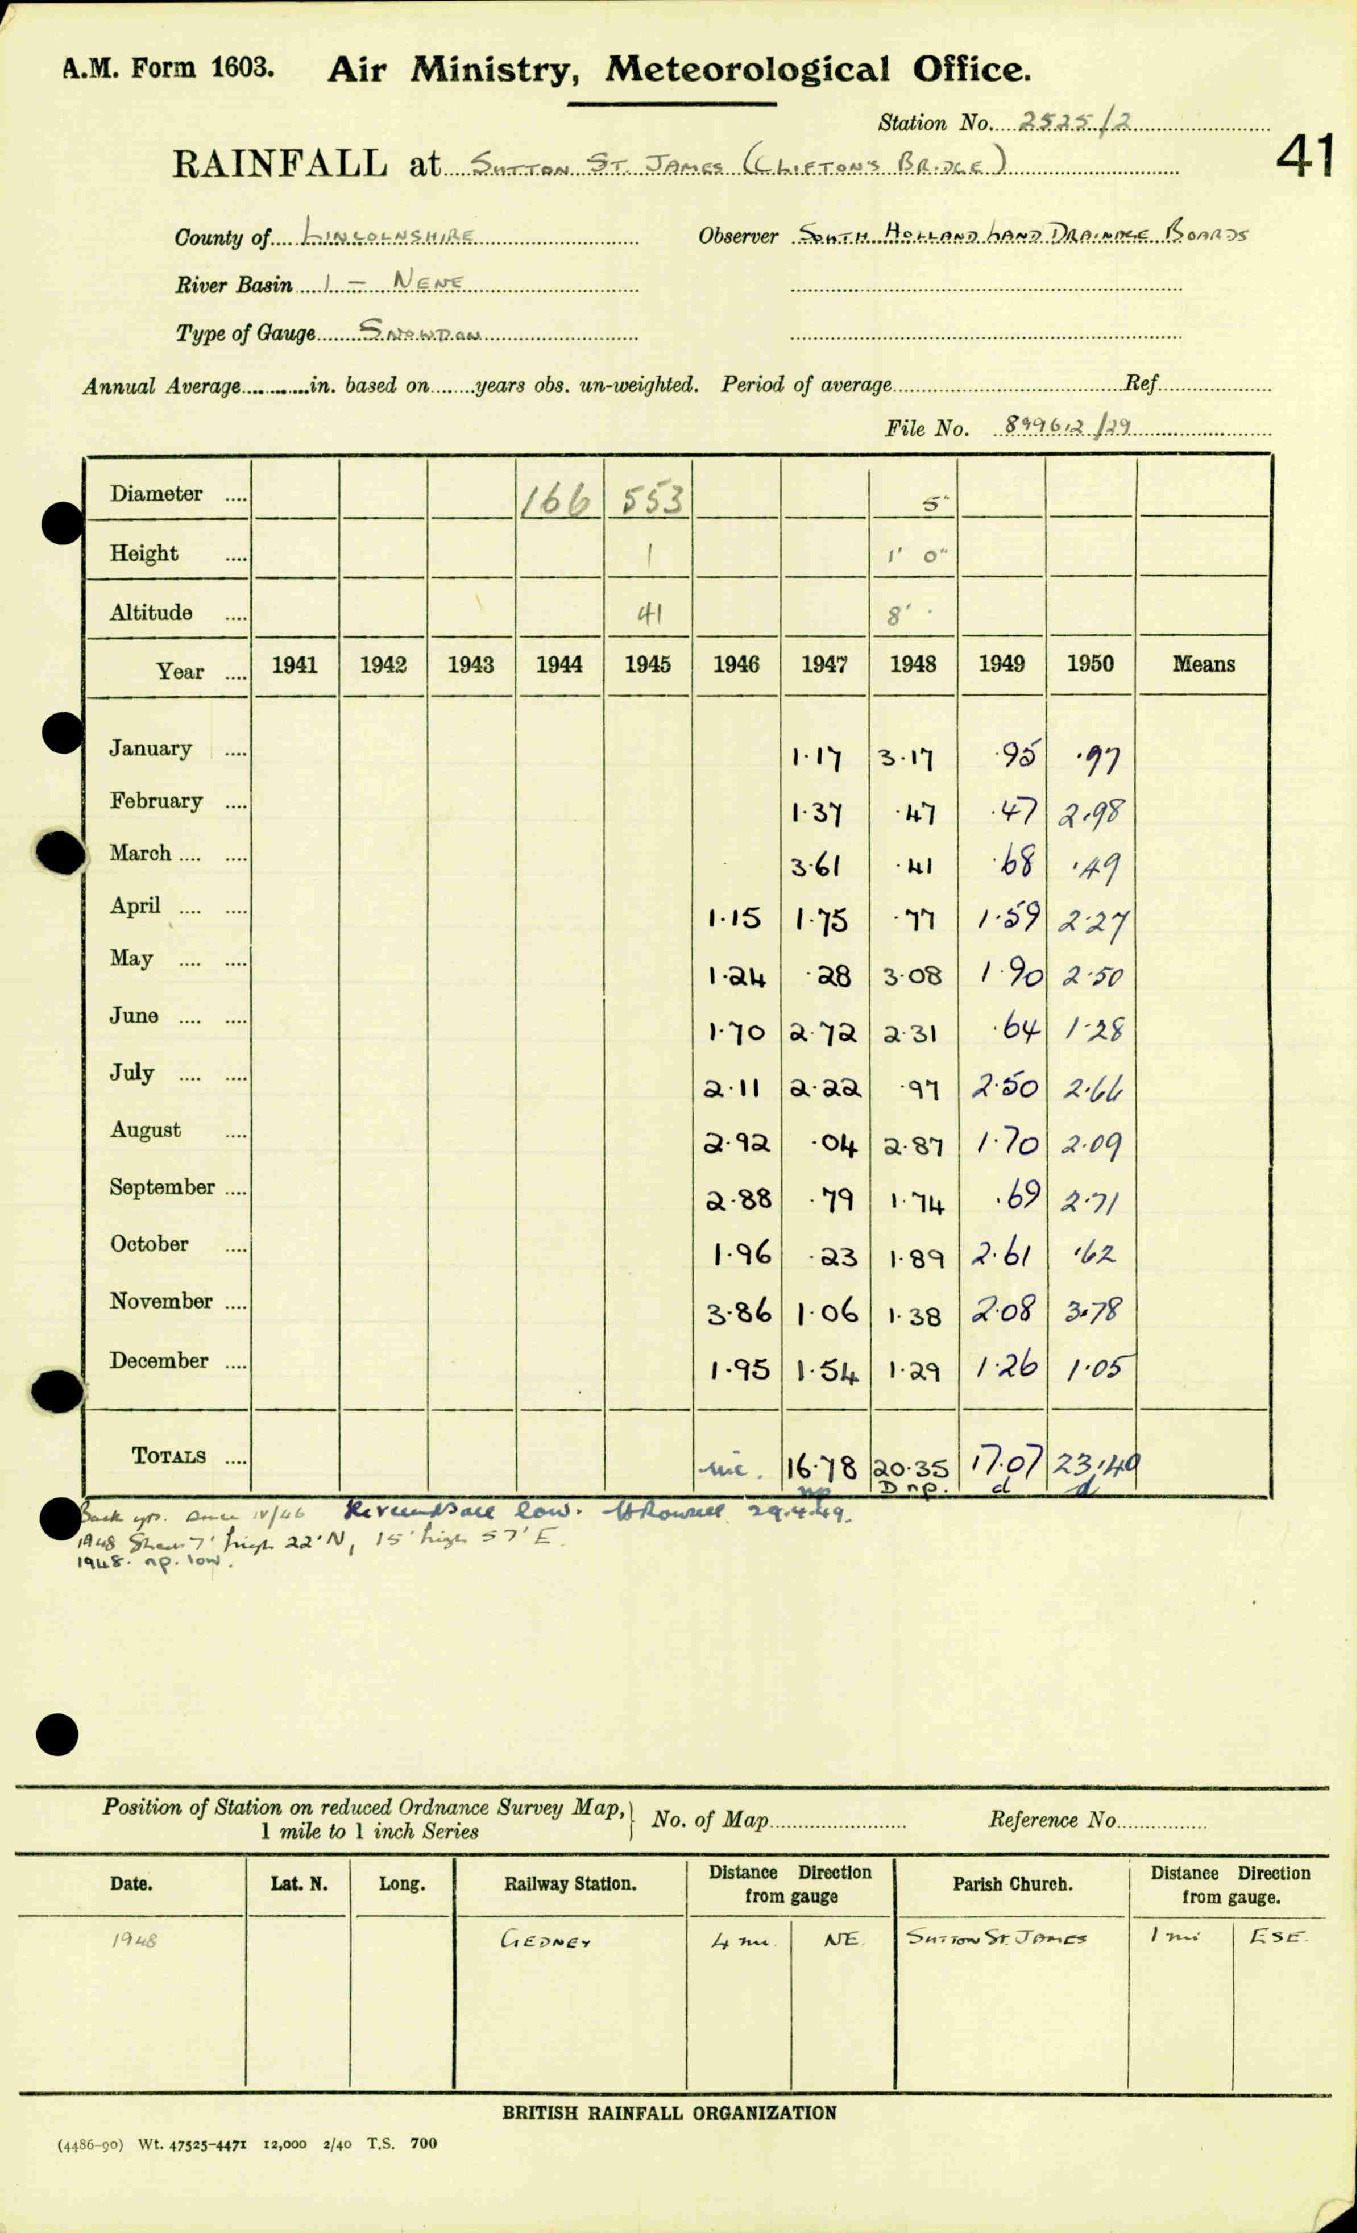 A.M. Form 1603. Air Ministry, Meteorological Office.
Station No. 2525/2
41
RAINFALL at SUTTON ST. JAMES (CLIFTON'S BRIDGE)
County of LINCOLNSHIRE Observer SOUTH HOLLAND LAND DRAINAGE BOARDS
River Basin 1 - NENE
Type of Gauge SNOWDON
Annual Average in. based on years obs. un-weighted. Period of average Ref
File No. 899612/29
Diameter .... 166 553 5"
Height .... 1 1' 0"
Altitude .... 41 8'
Year .... 1941 1942 1943 1944 1945 1946 1947 1948 1949 1950 Means
January .... 1.17 3.17 .95 .97
February .... 1.37 .47 .47 2.98
March .... .... 3.61 .41 .68 .49
April .... .... 1.15 1.75 .77 1.59 2.27
May .... .... 1.24 .28 3.08 1.90 2.50
June .... .... 1.70 2.72 2.31 .64 1.28
July .... .... 2.11 2.22 .97 2.50 2.66
August .... 2.92 .04 2.87 1.70 2.09
September .... 2.88 .79 1.74 .69 2.71
October .... 1.96 .23 1.89 2.61 .62
November .... 3.86 1.06 1.38 2.08 3.78
December .... 1.95 1.54 1.29 1.26 1.05
TOTALS .... inc. 16.78 20.35 17.07 23.40
np D np. d d
Back yrs. since IV/46 low. 29.4.49.
1948 Shed 7' high 22' N, 15' high 57' E.
1948. np. low.
Position of Station on reduced Ordnance Survey Map, } No. of Map Reference No.
1 mile to 1 inch Series
Date. Lat. N. Long. Railway Station. Distance Direction from gauge Parish Church. Distance Direction from gauge.
1948 GEDNEY 4 mi. NE. SUTTON ST. JAMES 1 mi ESE.
BRITISH RAINFALL ORGANIZATION
(4486-90) Wt. 47525-4471 12,000 2/40 T.S. 700